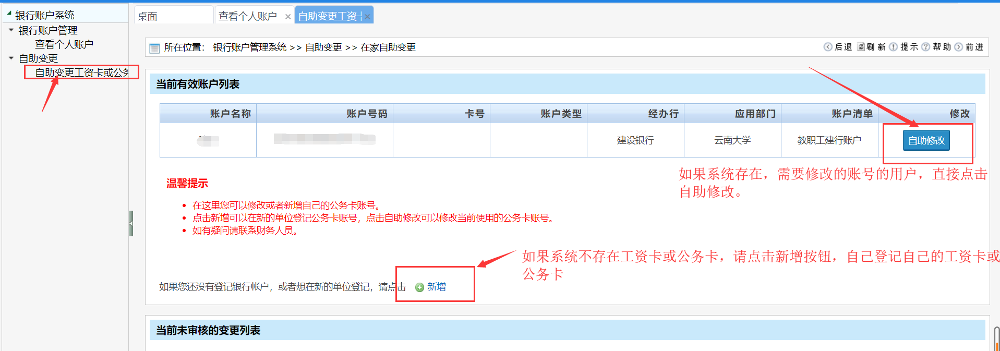 银行账户系统
银行账户管理
查看个人账户
自助变更
自助变更工资卡或公务
桌面
查看个人账户 ×
自助变更工资卡 ×
所在位置： 银行账户管理系统 >> 自助变更 >> 在家自助变更
后退 刷新 提示 帮助 前进
当前有效账户列表
账户名称 账户号码 卡号 账户类型 经办行 应用部门 账户清单 修改
建设银行 云南大学 教职工建行账户 自助修改
如果系统存在，需要修改的账号的用户，直接点击
自助修改。
温馨提示
• 在这里您可以修改或者新增自己的公务卡账号。
• 点击新增可以在新的单位登记公务卡账号，点击自助修改可以修改当前使用的公务卡账号。
• 如有疑问请联系财务人员。
如果系统不存在工资卡或公务卡，请点击新增按钮，自己登记自己的工资卡或
公务卡
如果您还没有登记银行帐户，或者想在新的单位登记，请点击 新增
当前未审核的变更列表